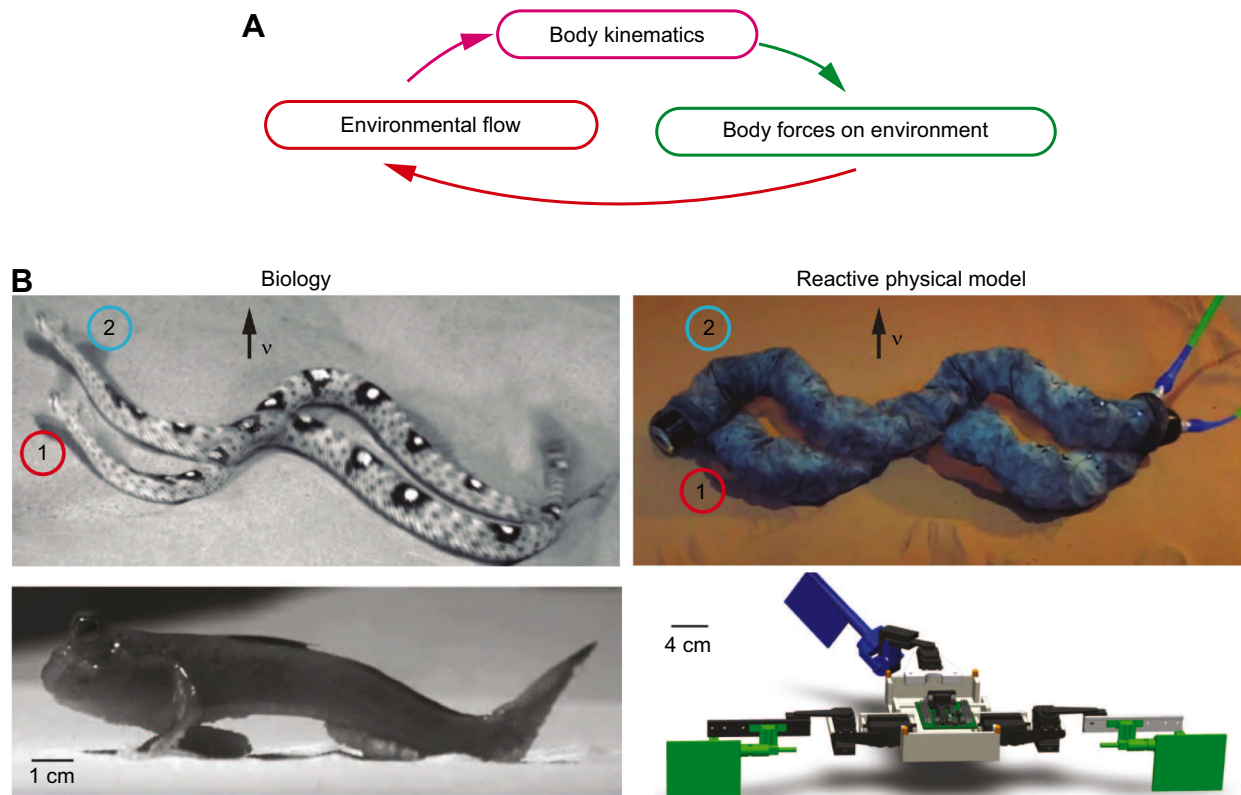 A
Body kinematics
Environmental flow
Body forces on environment
B
Biology
Reactive physical model
2
v
1
2
v
1
1 cm
4 cm